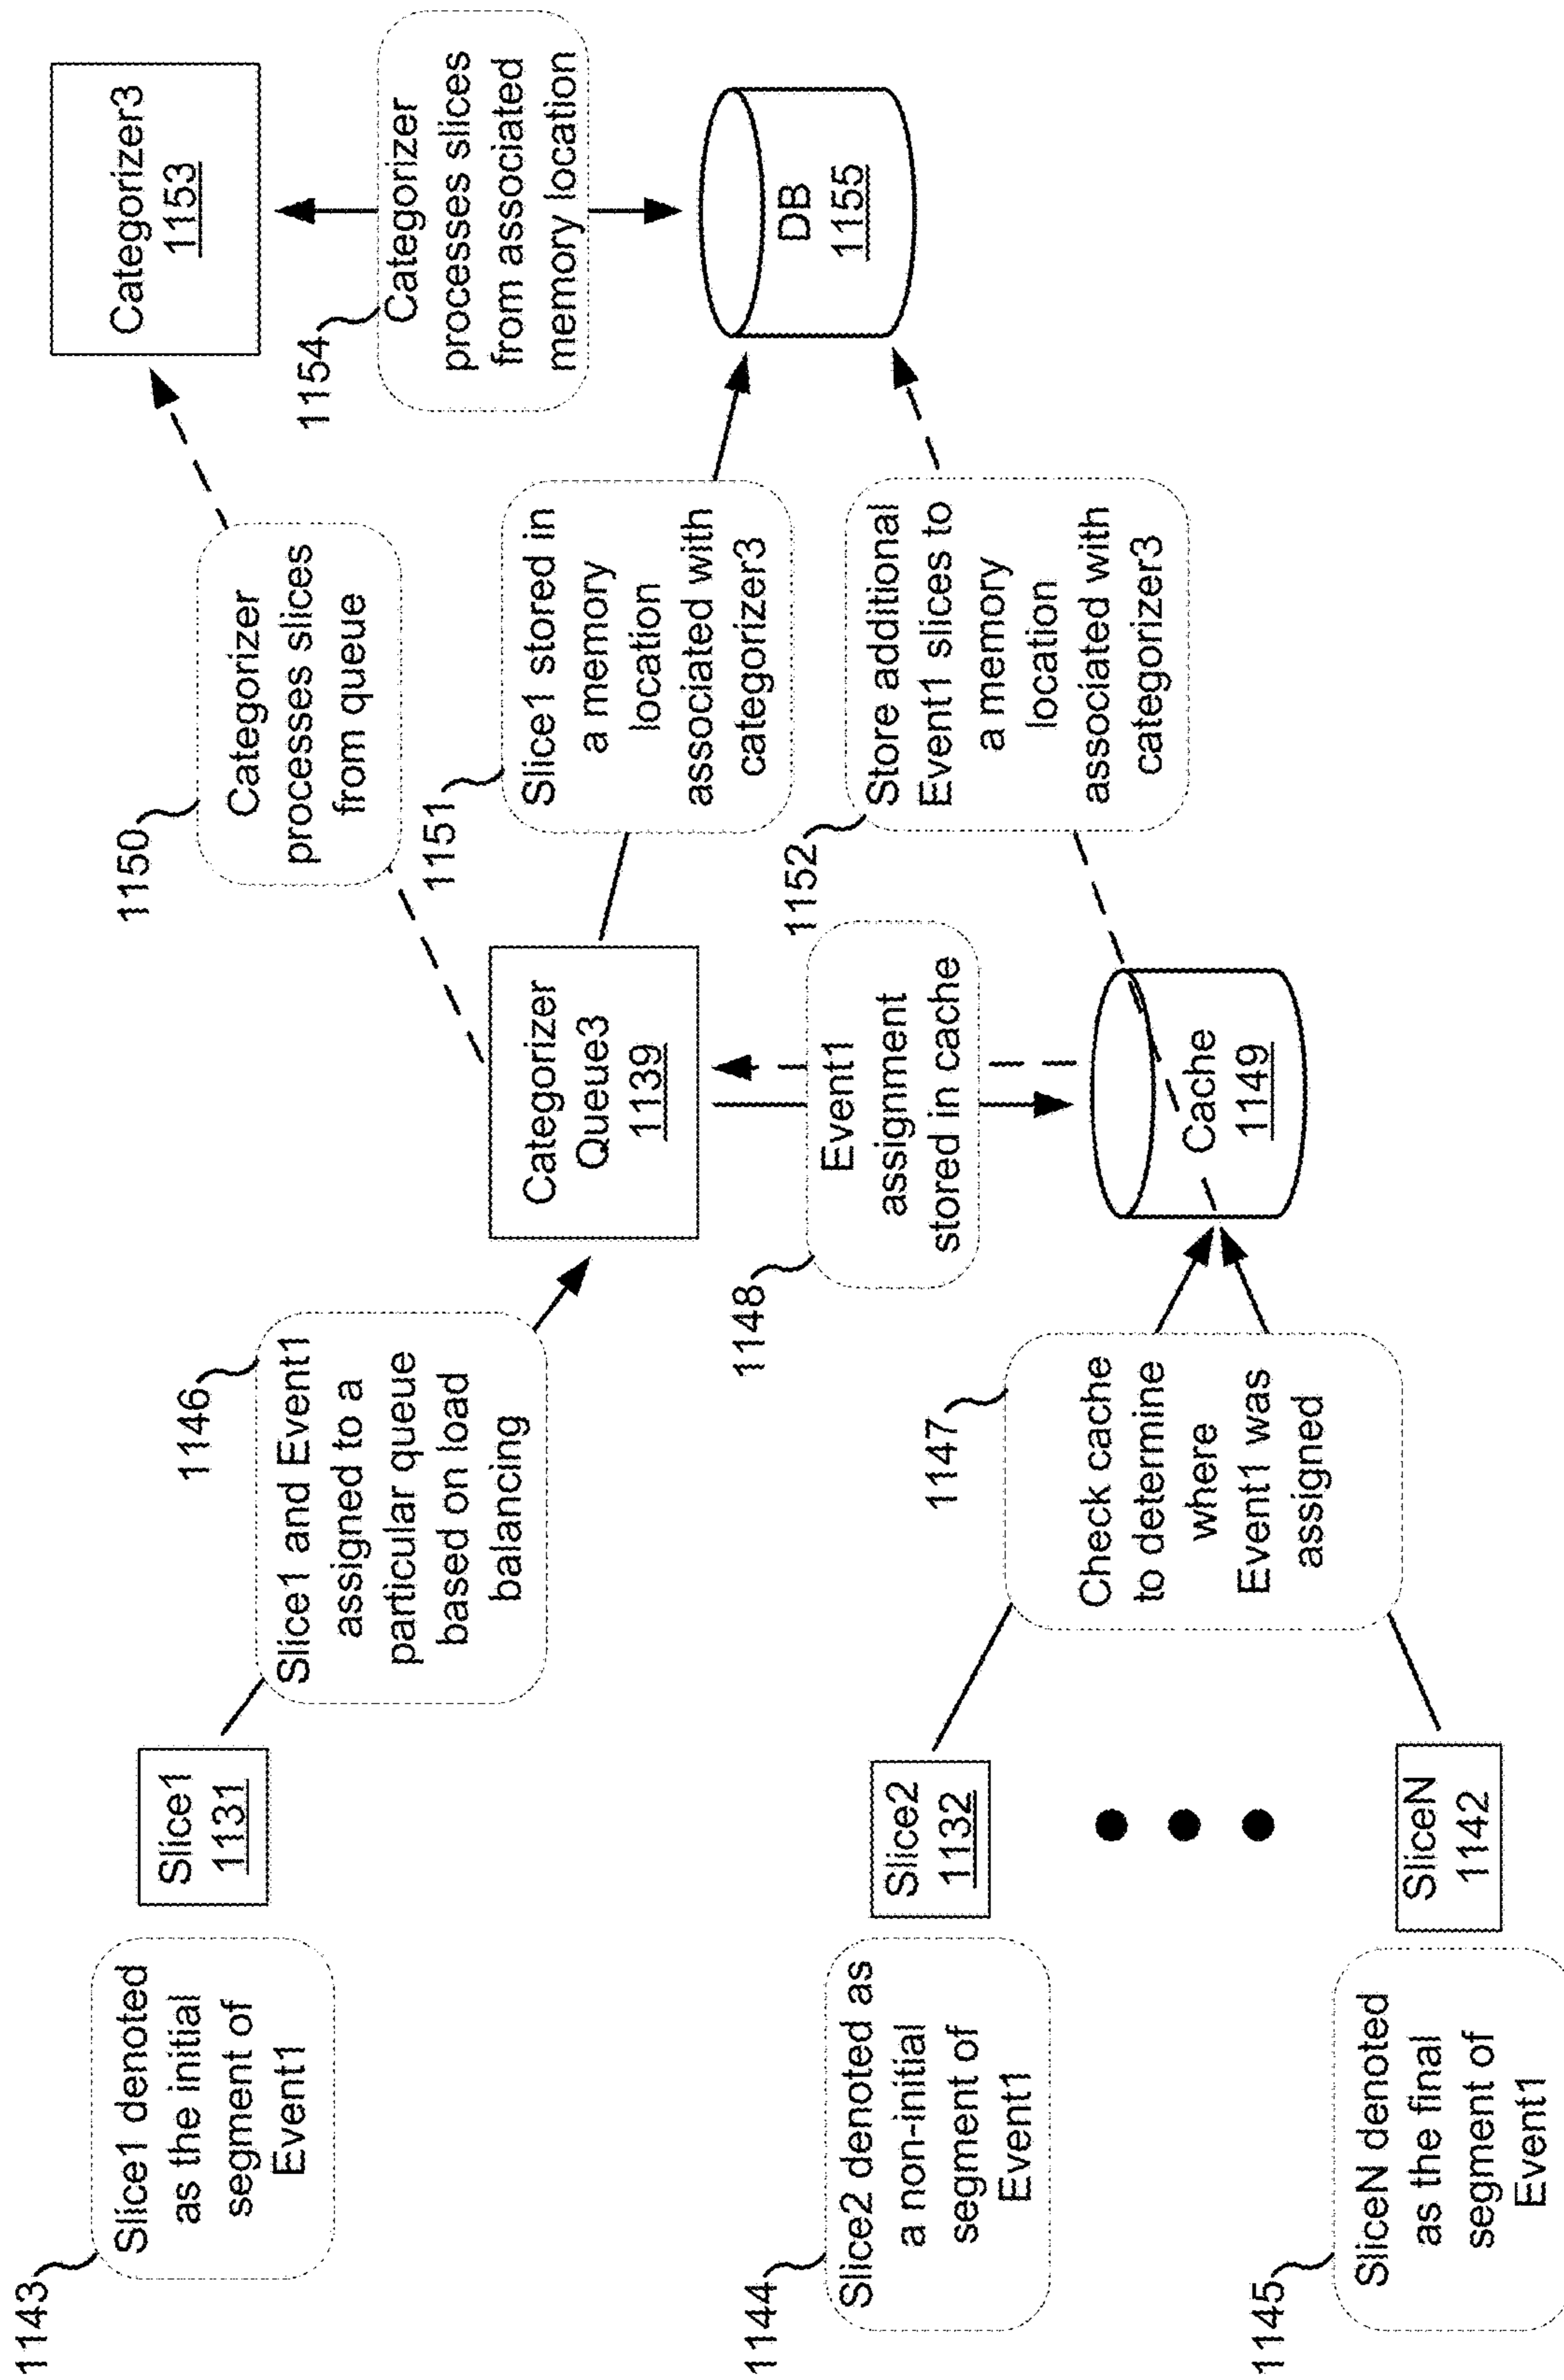 1143
Slice1 denoted
as the initial
segment of
Event1
Slice1
1131
1146
Slice1 and Event1
assigned to a
particular queue
based on load
balancing
Categorizer
Queue3
1139
1150
Categorizer
processes slices
from queue
Categorizer3
1153
1154
Categorizer
processes slices
from associated
memory location
1151
Slice1 stored in
a memory
location
associated with
categorizer3
DB
1155
1148
Event1
assignment
stored in cache
1152
Store additional
Event1 slices to
a memory
location
associated with
categorizer3
1144
Slice2 denoted as
a non-initial
segment of
Event1
Slice2
1132
1147
Check cache
to determine
where
Event1 was
assigned
Cache
1149
1145
SliceN denoted
as the final
segment of
Event1
SliceN
1142